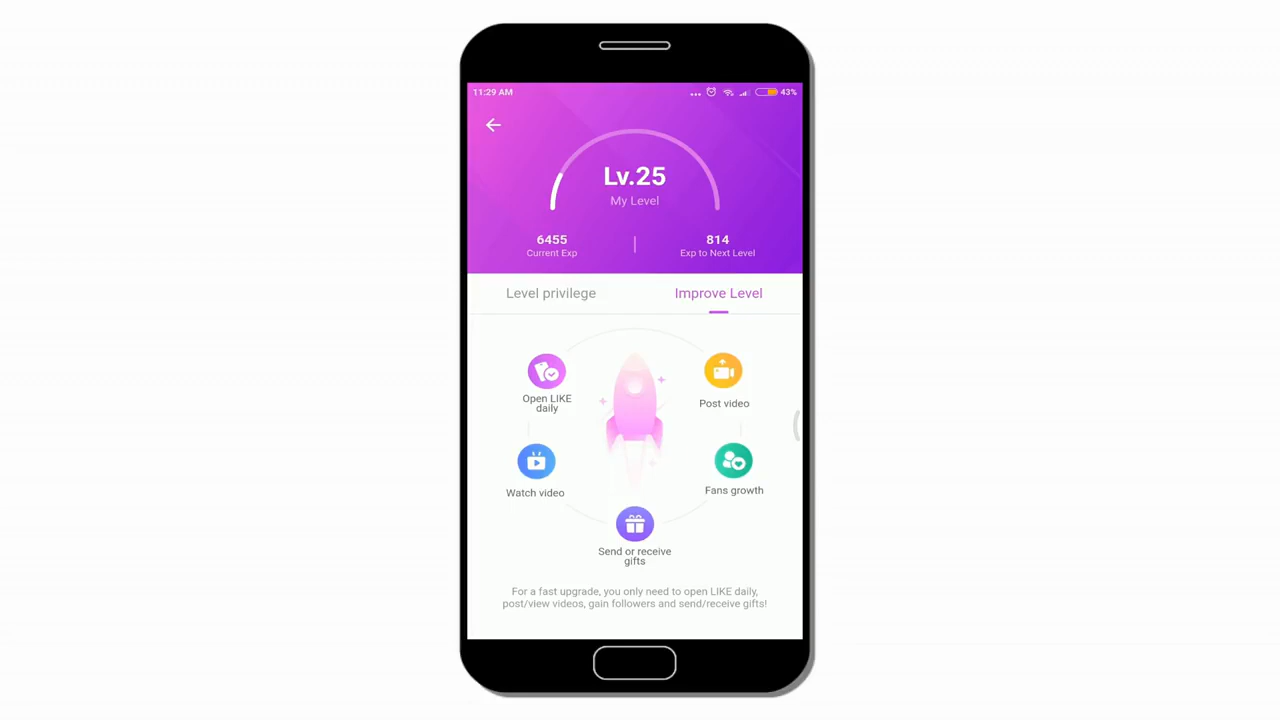 11:29 AM
43%
Lv.25
My Level
6455
Current Exp
814
Exp to Next Level
Level privilege
Improve Level
Open LIKE
daily
Post video
Watch video
Fans growth
Send or receive
gifts
For a fast upgrade, you only need to open LIKE daily,
post/view videos, gain followers and send/receive gifts!